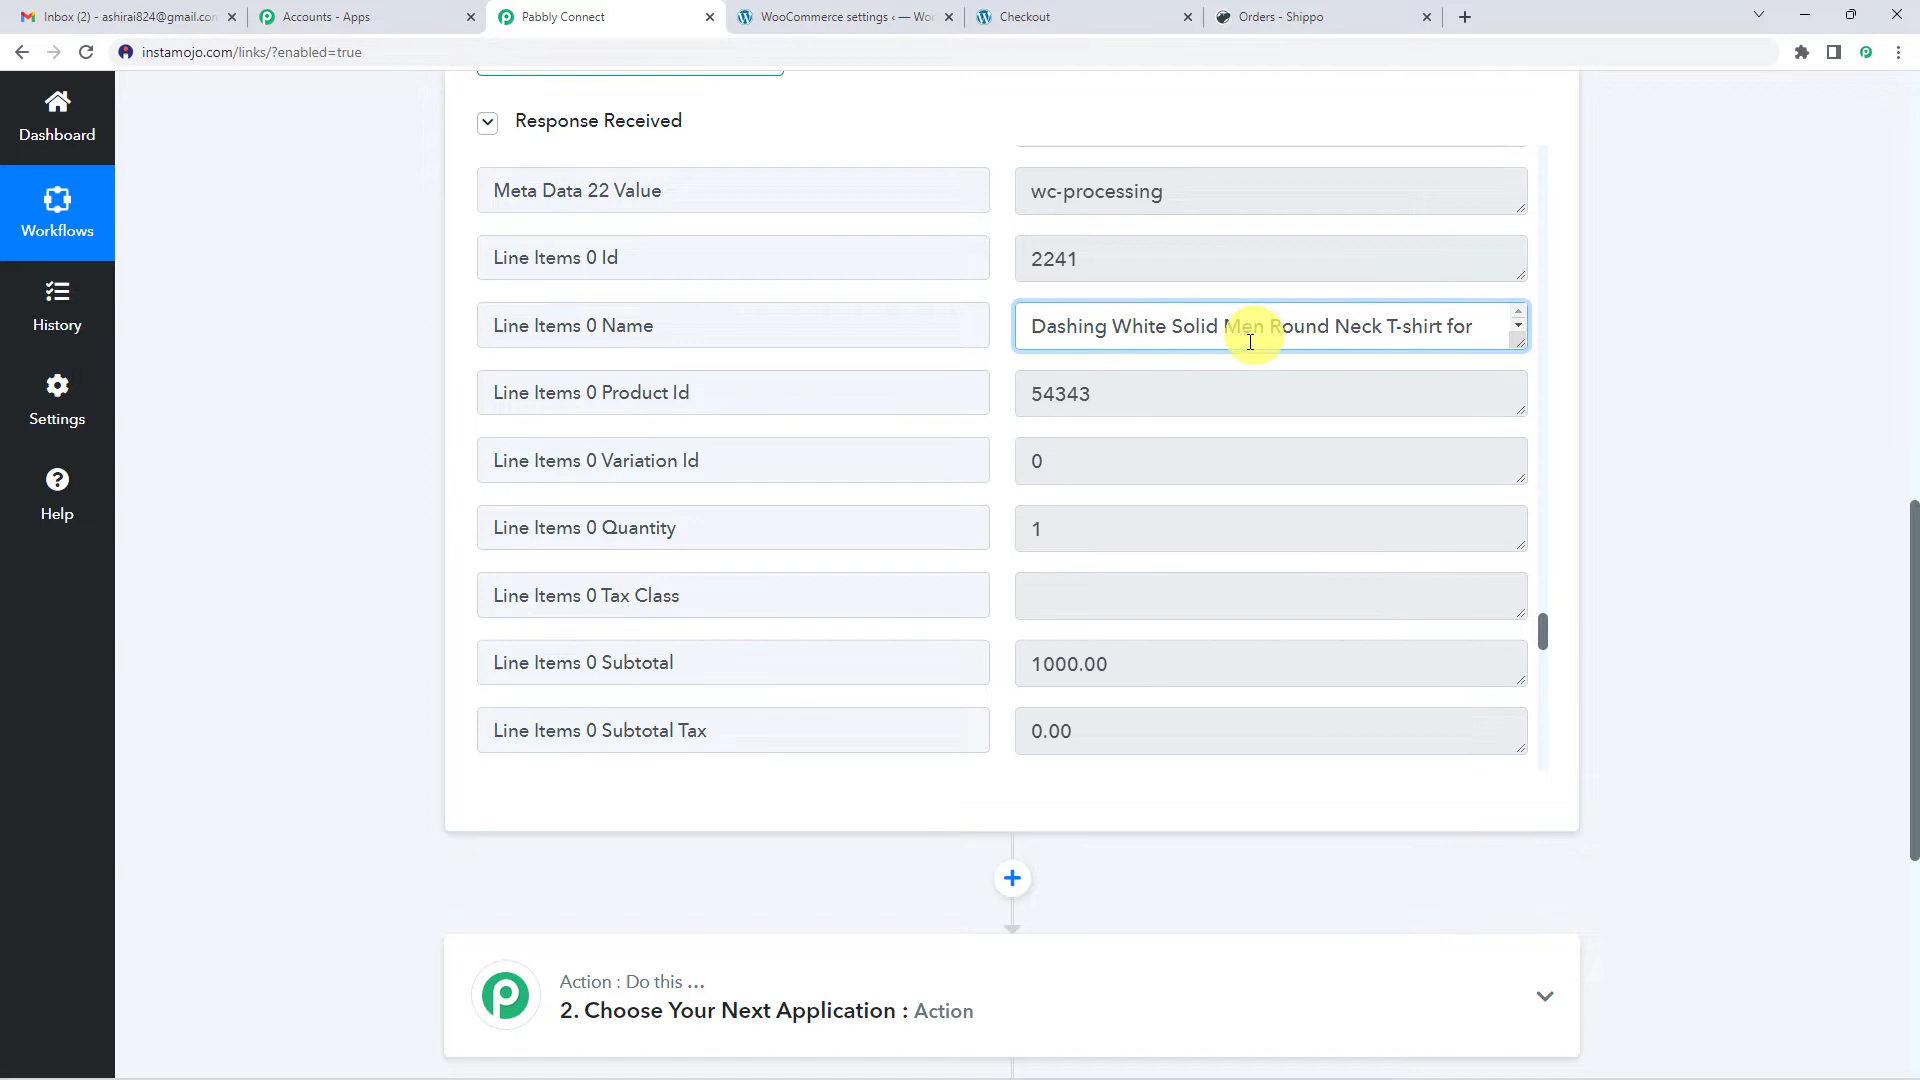 Inbox (2) - ashirai824@gmail.con
Accounts - Apps
Pabbly Connect
WooCommerce settings ‹ — Wo
Checkout
Orders - Shippo
instamojo.com/links/?enabled=true
Dashboard
Workflows
History
Settings
Help
Response Received
Meta Data 22 Value
wc-processing
Line Items 0 Id
2241
Line Items 0 Name
Dashing White Solid Men Round Neck T-shirt for
Line Items 0 Product Id
54343
Line Items 0 Variation Id
0
Line Items 0 Quantity
1
Line Items 0 Tax Class
Line Items 0 Subtotal
1000.00
Line Items 0 Subtotal Tax
0.00
Action : Do this ...
2. Choose Your Next Application : Action